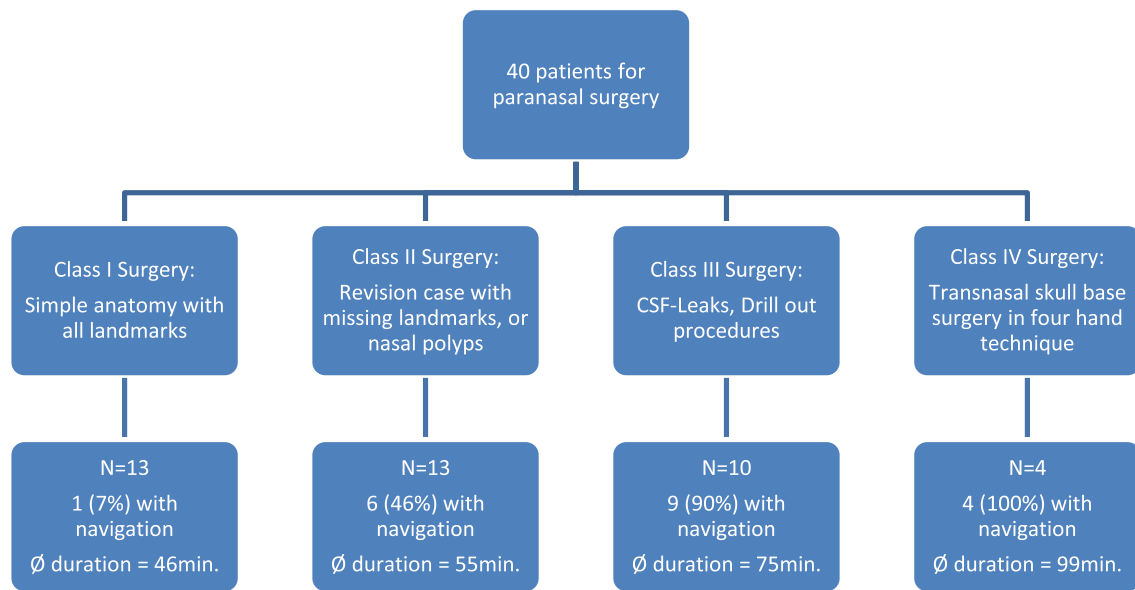 40 patients for
paranasal surgery
Class I Surgery:
Simple anatomy with
all landmarks
Class II Surgery:
Revision case with
missing landmarks, or
nasal polyps
Class III Surgery:
CSF-Leaks, Drill out
procedures
Class IV Surgery:
Transnasal skull base
surgery in four hand
technique
N=13
1 (7%) with
navigation
Ø duration = 46min.
N=13
6 (46%) with
navigation
Ø duration = 55min.
N=10
9 (90%) with
navigation
Ø duration = 75min.
N=4
4 (100%) with
navigation
Ø duration = 99min.